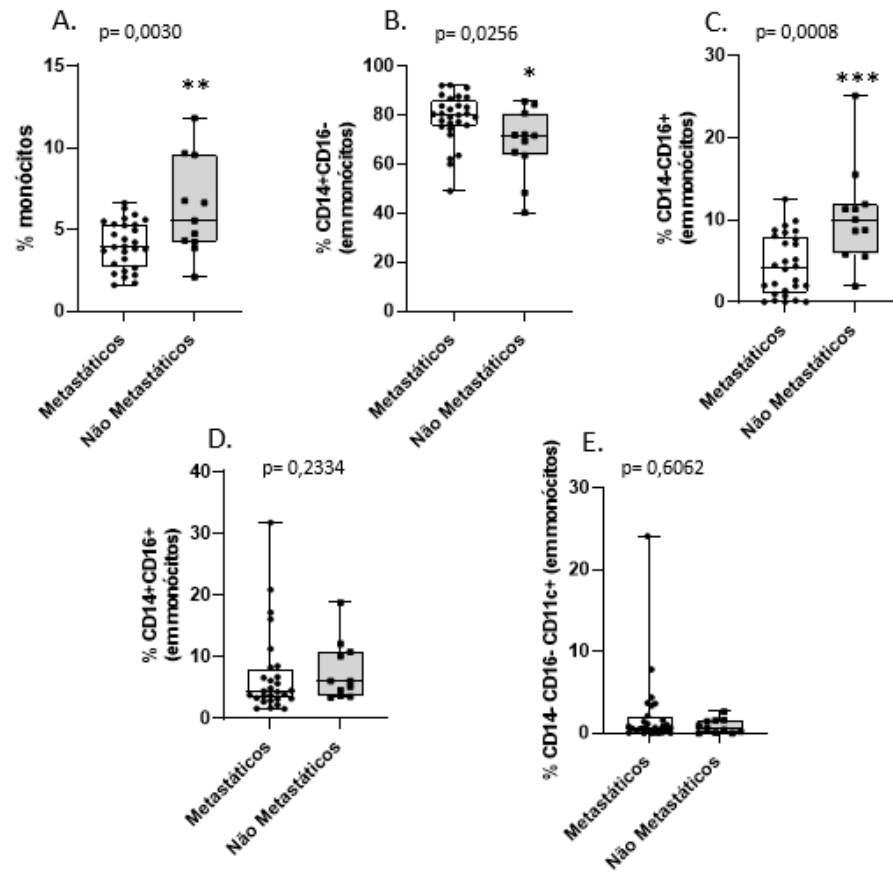 A.
p= 0,0030
**
% monócitos
15
10
5
0
Metastáticos
Não Metastáticos
B.
p= 0,0256
*
% CD14+CD16-
(em monócitos)
100
80
60
40
20
0
Metastáticos
Não Metastáticos
C.
p= 0,0008
***
% CD14-CD16+
(em monócitos)
30
20
10
0
Metastáticos
Não Metastáticos
D.
p= 0,2334
% CD14+CD16+
(em monócitos)
40
30
20
10
0
Metastáticos
Não Metastáticos
E.
p= 0,6062
% CD14- CD16- CD11c+ (em monócitos)
30
20
10
0
Metastáticos
Não Metastáticos